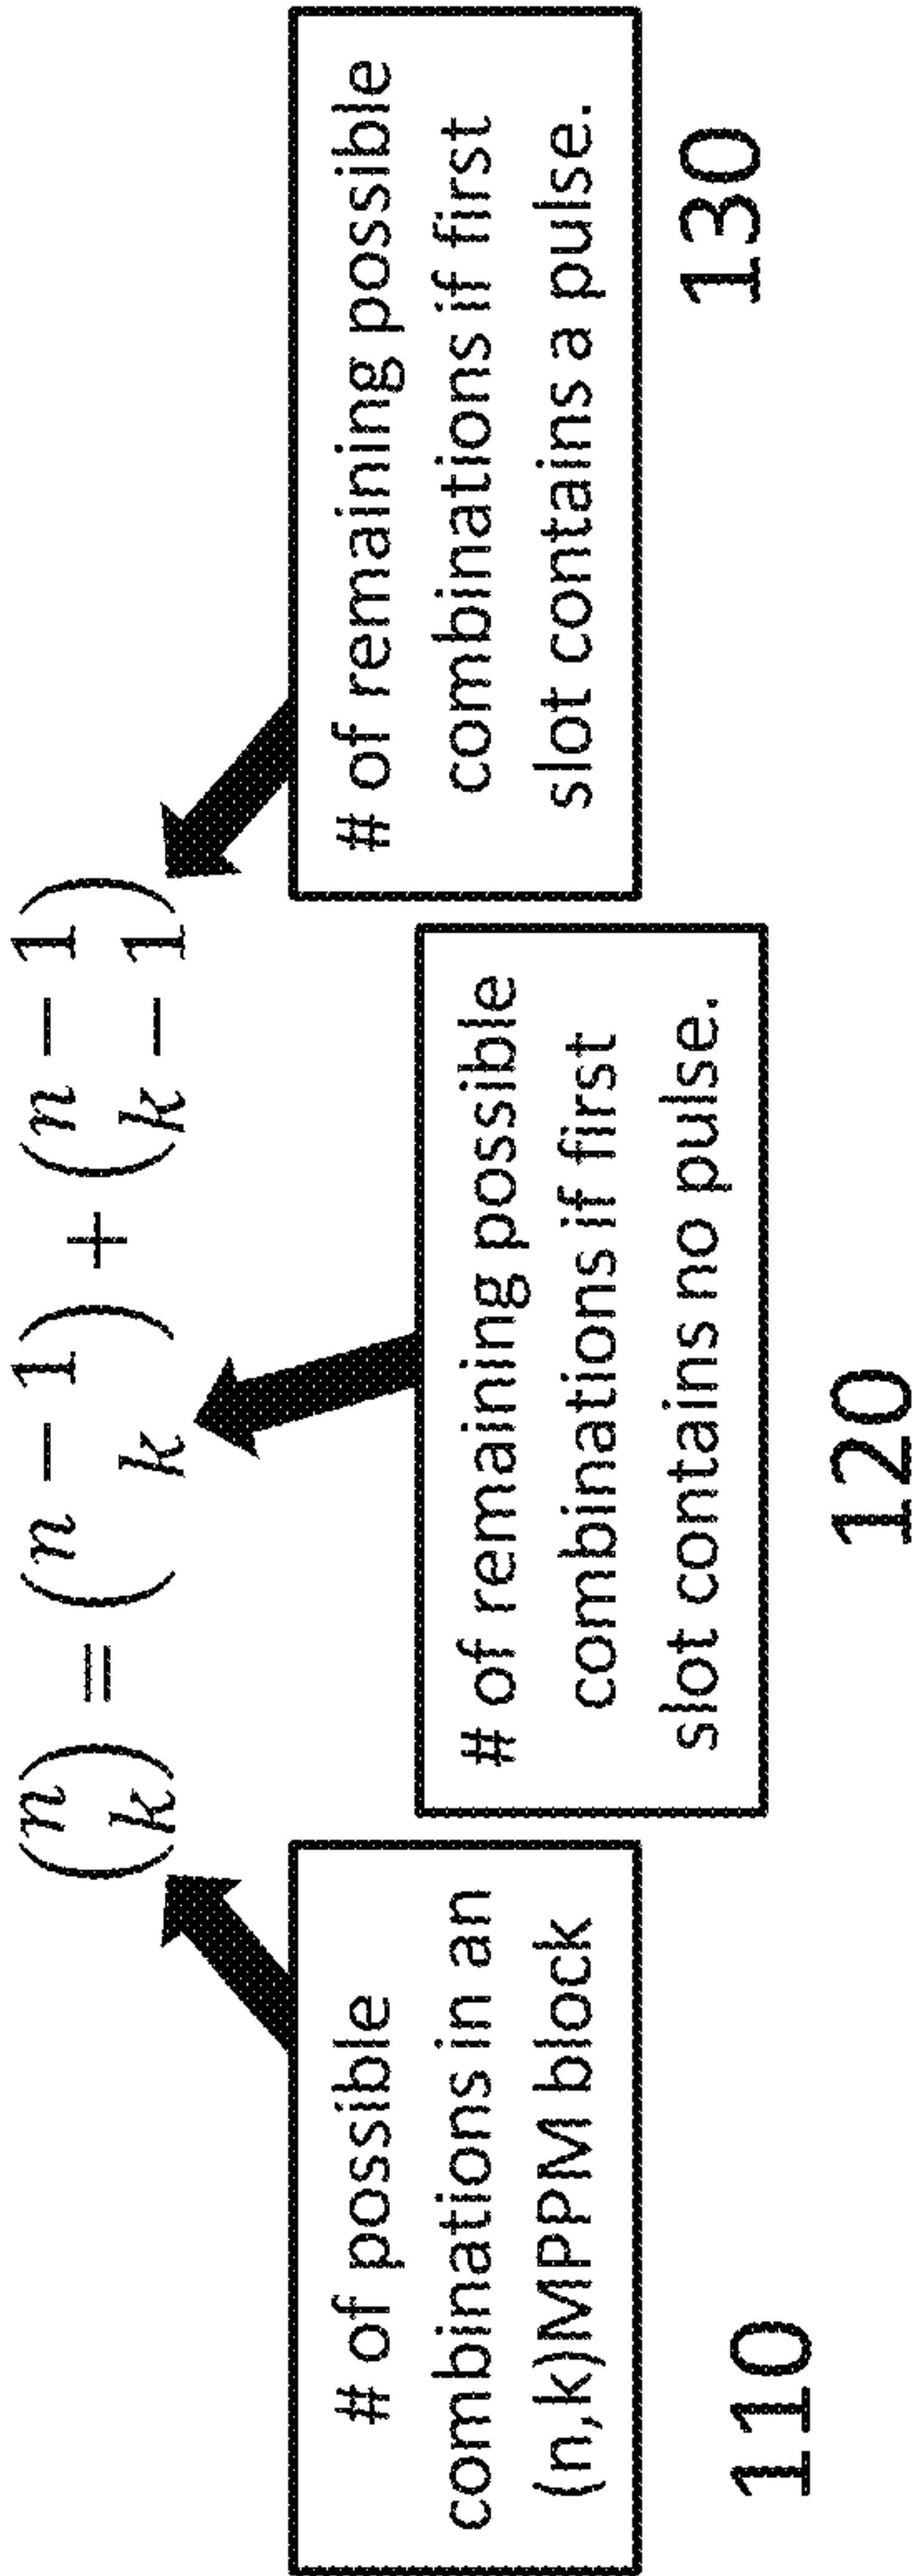 (n k) = (n − 1 k) + (n − 1 k − 1)
# of possible
combinations in an
(n,k)MPPM block
110
# of remaining possible
combinations if first
slot contains no pulse.
120
# of remaining possible
combinations if first
slot contains a pulse.
130